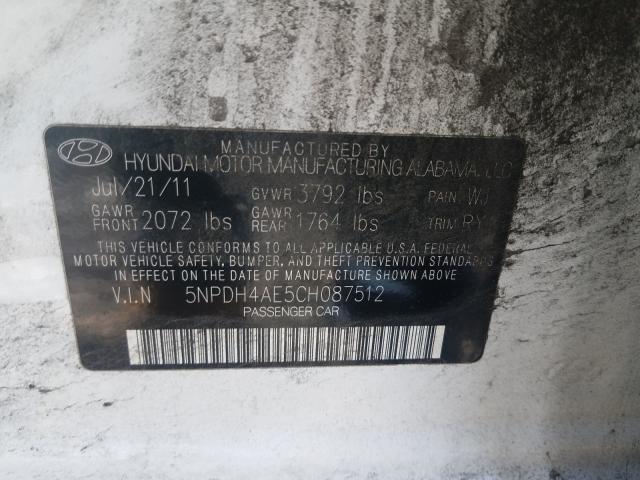 MANUFACTURED BY
HYUNDAI MOTOR MANUFACTURING ALABAMA, LLC
Jul/21/11 GVWR 3792 lbs PAINT WJ
GAWR FRONT 2072 lbs GAWR REAR 1764 lbs TRIM RY
THIS VEHICLE CONFORMS TO ALL APPLICABLE U.S.A. FEDERAL
MOTOR VEHICLE SAFETY, BUMPER, AND THEFT PREVENTION STANDARDS
IN EFFECT ON THE DATE OF MANUFACTURE SHOWN ABOVE
V.I.N 5NPDH4AE5CH087512
PASSENGER CAR